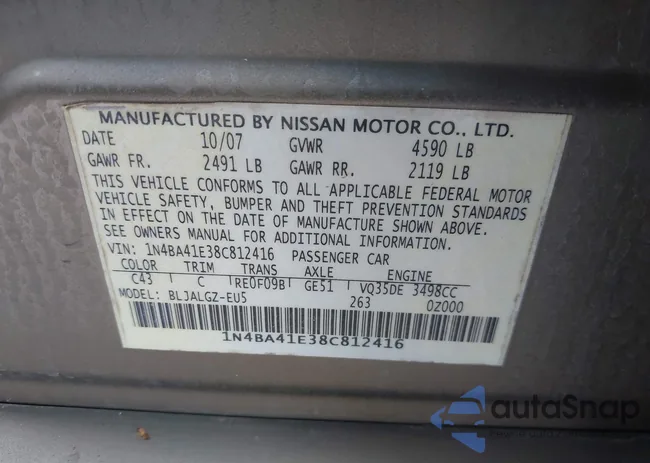 MANUFACTURED BY NISSAN MOTOR CO., LTD.
DATE 10/07 GVWR 4590 LB
GAWR FR. 2491 LB GAWR RR. 2119 LB
THIS VEHICLE CONFORMS TO ALL APPLICABLE FEDERAL MOTOR
VEHICLE SAFETY, BUMPER AND THEFT PREVENTION STANDARDS
IN EFFECT ON THE DATE OF MANUFACTURE SHOWN ABOVE.
SEE OWNERS MANUAL FOR ADDITIONAL INFORMATION.
VIN: 1N4BA41E38C812416 PASSENGER CAR
COLOR TRIM TRANS AXLE ENGINE
C43 C RE0F09B GE51 VQ35DE 3498CC
MODEL: BLJALGZ-EU5 263 0Z000
1N4BA41E38C812416
autaSnap